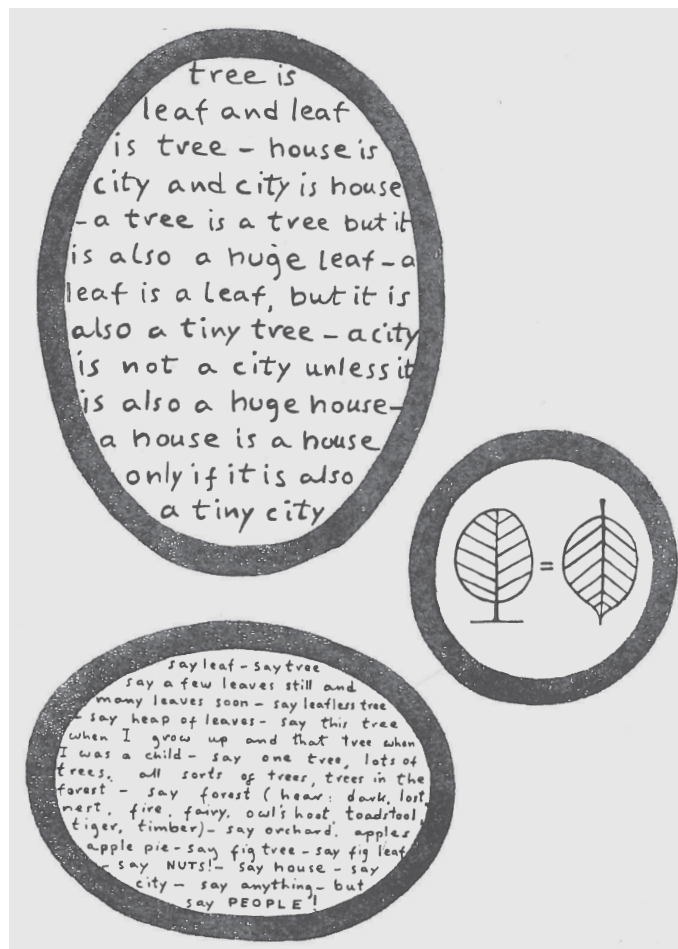 tree is
leaf and leaf
is tree – house is
city and city is house
– a tree is a tree but it
is also a huge leaf – a
leaf is a leaf, but it is
also a tiny tree – a city
is not a city unless it
is also a huge house –
a house is a house
only if it is also
a tiny city
=
say leaf – say tree
say a few leaves still and
many leaves soon – say leafless tree
– say heap of leaves – say this tree
when I grow up and that tree when
I was a child – say one tree, lots of
trees, all sorts of trees, trees in the
forest – say forest (hear: dark, lost,
nest, fire, fairy, owl's hoot, toadstool,
tiger, timber) – say orchard, apples
apple pie – say fig tree – say fig leaf
– say NUTS! – say house – say
city – say anything – but
say PEOPLE!